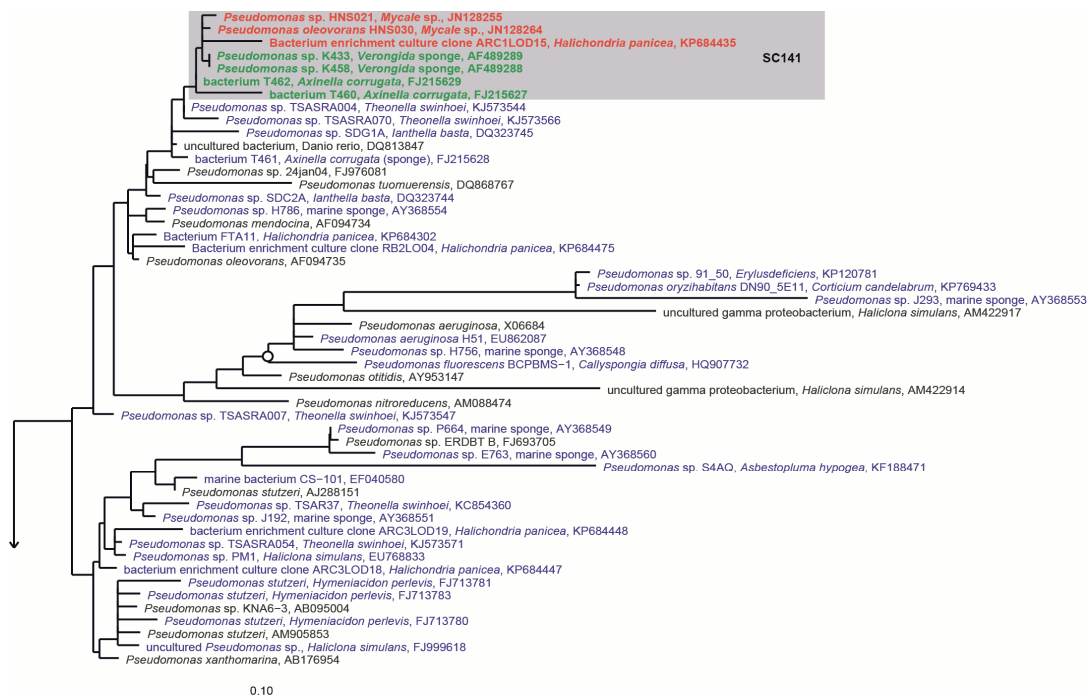 Pseudomonas sp. HNS021, Mycale sp., JN128255
Pseudomonas oleovorans HNS030, Mycale sp., JN128264
Bacterium enrichment culture clone ARC1LOD15, Halichondria panicea, KP684435
Pseudomonas sp. K433, Verongida sponge, AF489289
SC141
Pseudomonas sp. K458, Verongida sponge, AF489288
bacterium T462, Axinella corrugata, FJ215629
bacterium T460, Axinella corrugata, FJ215627
Pseudomonas sp. TSASRA004, Theonella swinhoei, KJ573544
Pseudomonas sp. TSASRA070, Theonella swinhoei, KJ573566
Pseudomonas sp. SDG1A, Ianthella basta, DQ323745
uncultured bacterium, Danio rerio, DQ813847
bacterium T461, Axinella corrugata (sponge), FJ215628
Pseudomonas sp. 24jan04, FJ976081
Pseudomonas tuomuerensis, DQ868767
Pseudomonas sp. SDC2A, Ianthella basta, DQ323744
Pseudomonas sp. H786, marine sponge, AY368554
Pseudomonas mendocina, AF094734
Bacterium FTA11, Halichondria panicea, KP684302
Bacterium enrichment culture clone RB2LO04, Halichondria panicea, KP684475
Pseudomonas oleovorans, AF094735
Pseudomonas sp. 91_50, Erylusdeficiens, KP120781
Pseudomonas oryzihabitans DN90_5E11, Corticium candelabrum, KP769433
Pseudomonas sp. J293, marine sponge, AY368553
uncultured gamma proteobacterium, Haliclona simulans, AM422917
Pseudomonas aeruginosa, X06684
Pseudomonas aeruginosa H51, EU862087
Pseudomonas sp. H756, marine sponge, AY368548
Pseudomonas fluorescens BCPBMS−1, Callyspongia diffusa, HQ907732
Pseudomonas otitidis, AY953147
uncultured gamma proteobacterium, Haliclona simulans, AM422914
Pseudomonas nitroreducens, AM088474
Pseudomonas sp. TSASRA007, Theonella swinhoei, KJ573547
Pseudomonas sp. P664, marine sponge, AY368549
Pseudomonas sp. ERDBT B, FJ693705
Pseudomonas sp. E763, marine sponge, AY368560
Pseudomonas sp. S4AQ, Asbestopluma hypogea, KF188471
marine bacterium CS−101, EF040580
Pseudomonas stutzeri, AJ288151
Pseudomonas sp. TSAR37, Theonella swinhoei, KC854360
Pseudomonas sp. J192, marine sponge, AY368551
bacterium enrichment culture clone ARC3LOD19, Halichondria panicea, KP684448
Pseudomonas sp. TSASRA054, Theonella swinhoei, KJ573571
Pseudomonas sp. PM1, Haliclona simulans, EU768833
bacterium enrichment culture clone ARC3LOD18, Halichondria panicea, KP684447
Pseudomonas stutzeri, Hymeniacidon perlevis, FJ713781
Pseudomonas stutzeri, Hymeniacidon perlevis, FJ713783
Pseudomonas sp. KNA6−3, AB095004
Pseudomonas stutzeri, Hymeniacidon perlevis, FJ713780
Pseudomonas stutzeri, AM905853
uncultured Pseudomonas sp., Haliclona simulans, FJ999618
Pseudomonas xanthomarina, AB176954
0.10